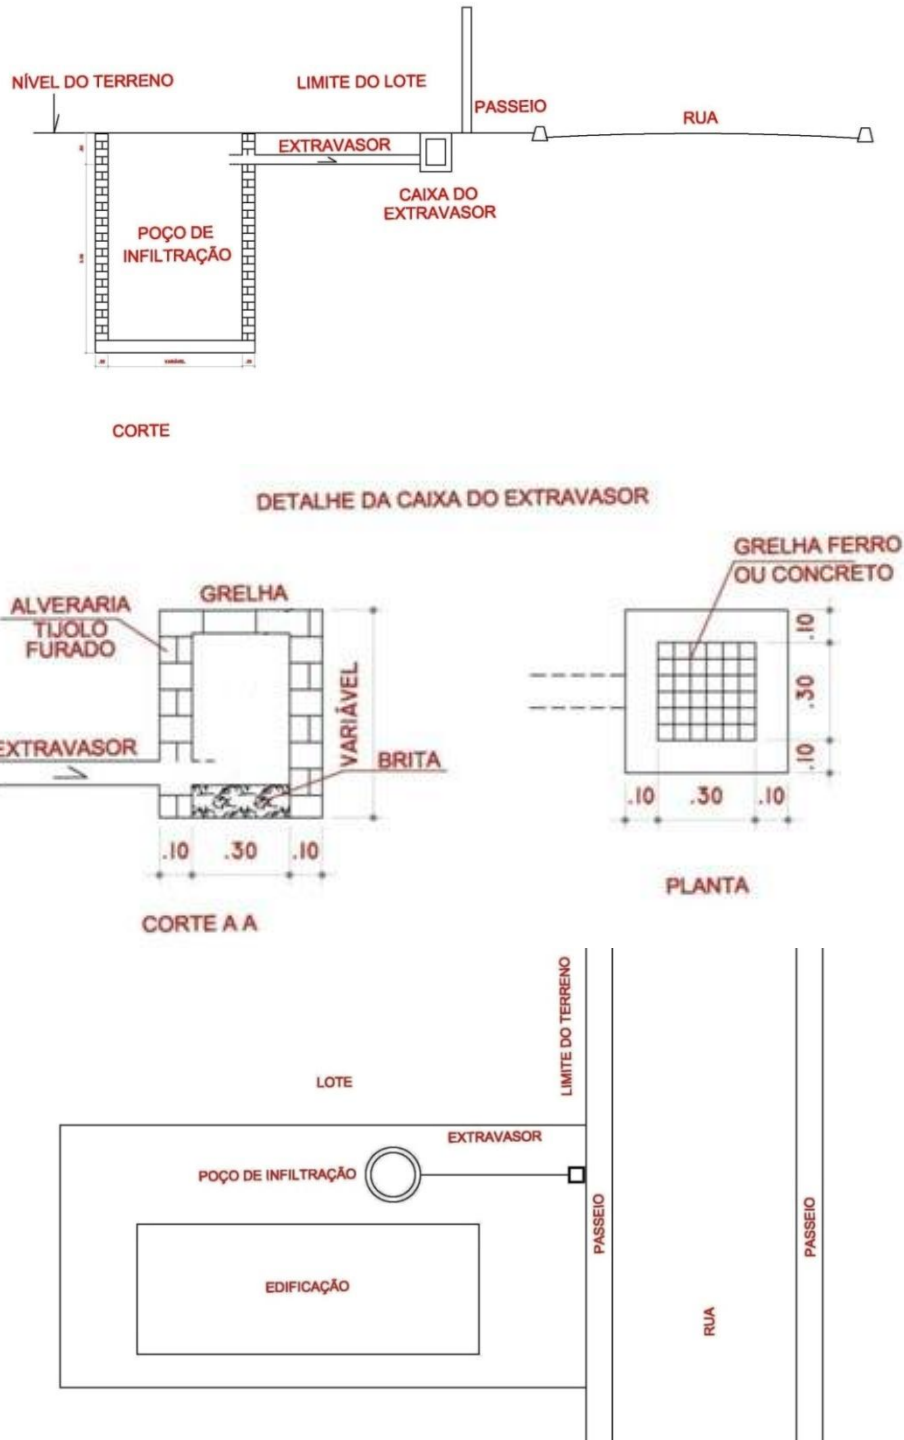 NÍVEL DO TERRENO
LIMITE DO LOTE
PASSEIO
RUA
EXTRAVASOR
CAIXA DO
EXTRAVASOR
POÇO DE
INFILTRAÇÃO
VARIÁVEL
CORTE
DETALHE DA CAIXA DO EXTRAVASOR
GRELHA FERRO
OU CONCRETO
GRELHA
ALVERARIA
TIJOLO
FURADO
VARIÁVEL
EXTRAVASOR
BRITA
.10
.30
.10
.10 .30 .10
.10 .30 .10
PLANTA
CORTE A A
LIMITE DO TERRENO
LOTE
EXTRAVASOR
POÇO DE INFILTRAÇÃO
PASSEIO
PASSEIO
EDIFICAÇÃO
RUA